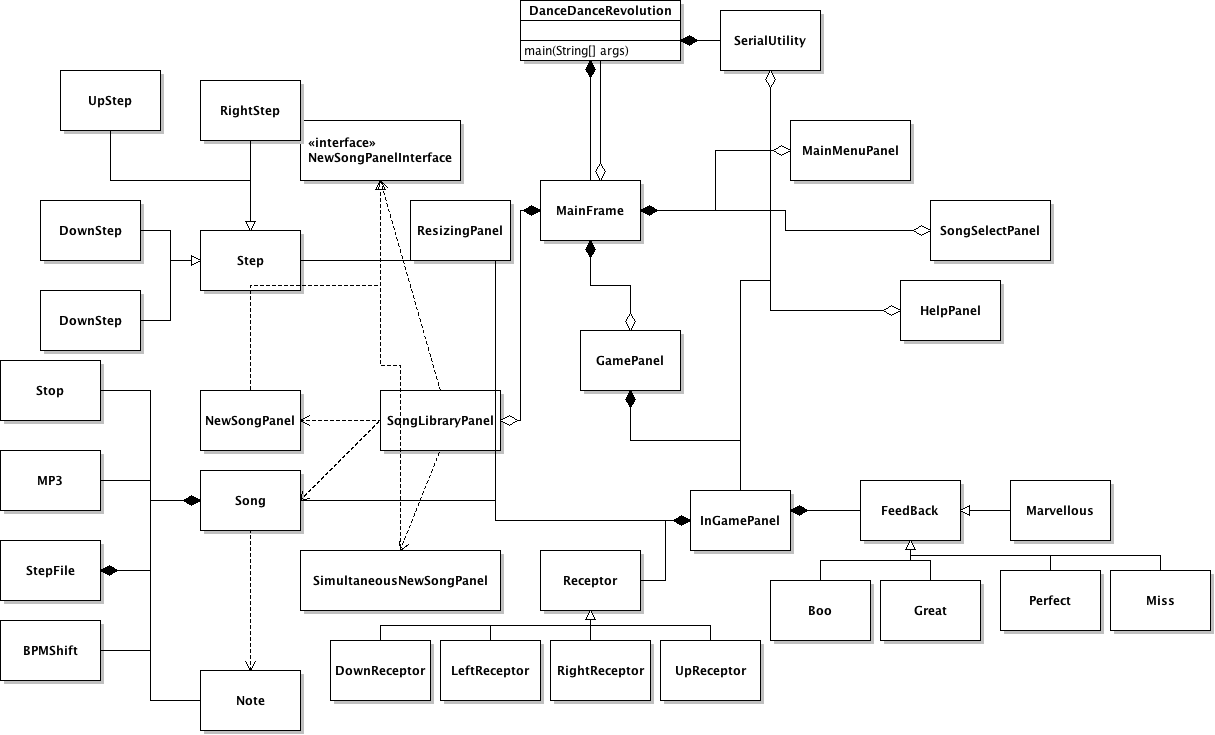 DanceDanceRevolution
main(String[] args)
SerialUtility
UpStep
RightStep
«interface»
NewSongPanelInterface
MainMenuPanel
MainFrame
ResizingPanel
SongSelectPanel
DownStep
Step
DownStep
HelpPanel
GamePanel
Stop
NewSongPanel
SongLibraryPanel
MP3
Song
InGamePanel
FeedBack
Marvellous
StepFile
SimultaneousNewSongPanel
Receptor
Boo
Great
Perfect
Miss
BPMShift
DownReceptor
LeftReceptor
RightReceptor
UpReceptor
Note